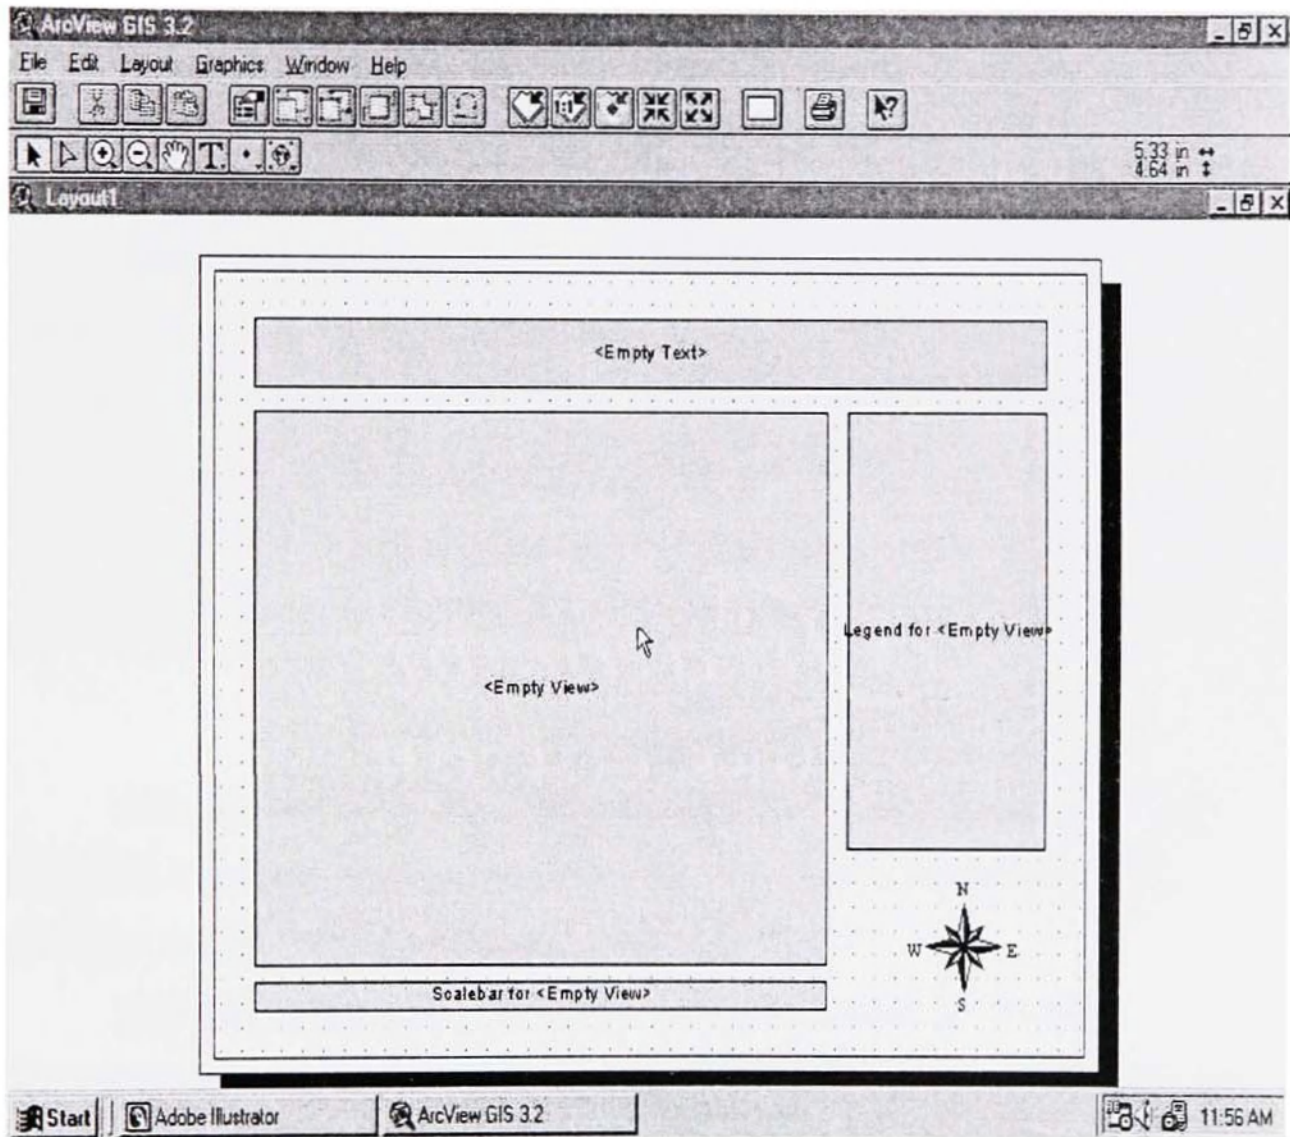 ArcView GIS 3.2
File Edit Layout Graphics Window Help
1:1
?
T
5.33 in
4.64 in
Layout1
<Empty Text>
<Empty View>
Legend for <Empty View>
N
W E
S
Scalebar for <Empty View>
Start Adobe Illustrator ArcView GIS 3.2 11:56 AM